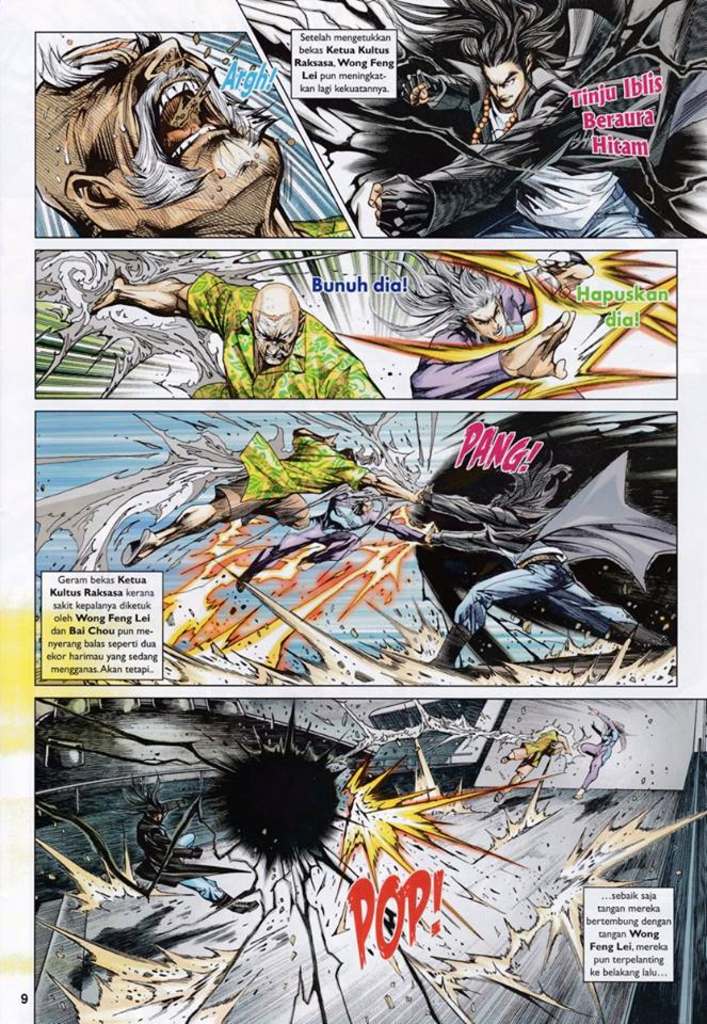 Argh!
Setelah mengetukkan
bekas Ketua Kultus
Raksasa, Wong Feng
Lei pun meningkat-
kan lagi kekuatannya.
Tinju Iblis
Beraura
Hitam
Bunuh dia!
Hapuskan
dia!
PANG!
Geram bekas Ketua
Kultus Raksasa kerana
sakit kepalanya diketuk
oleh Wong Feng Lei
dan Bai Chou pun me-
nyerang balas seperti dua
ekor harimau yang sedang
mengganas. Akan tetapi..
POP!
...sebaik saja
tangan mereka
bertembung dengan
tangan Wong
Feng Lei, mereka
pun terpelanting
ke belakang lalu...
9